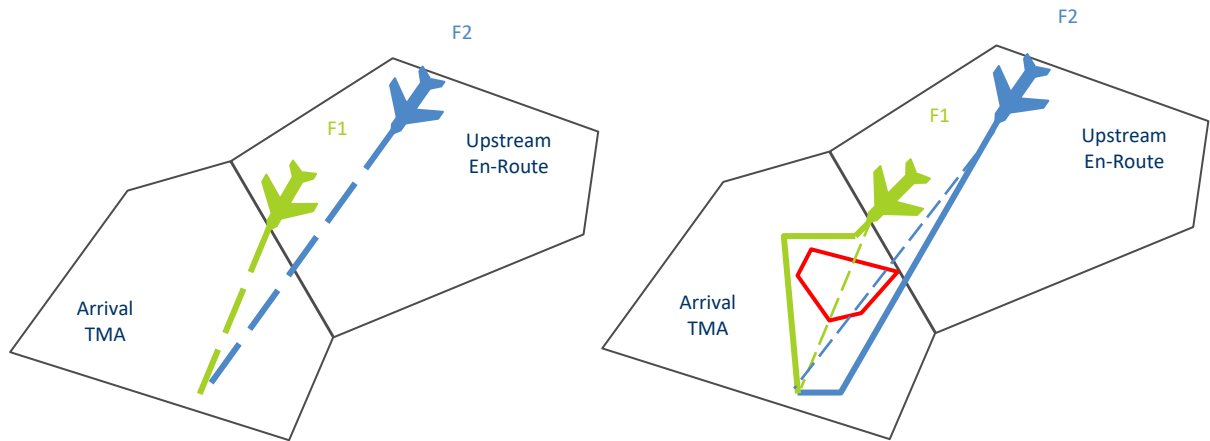 F2
F1
Upstream
En-Route
Arrival
TMA
F2
F1
Upstream
En-Route
Arrival
TMA